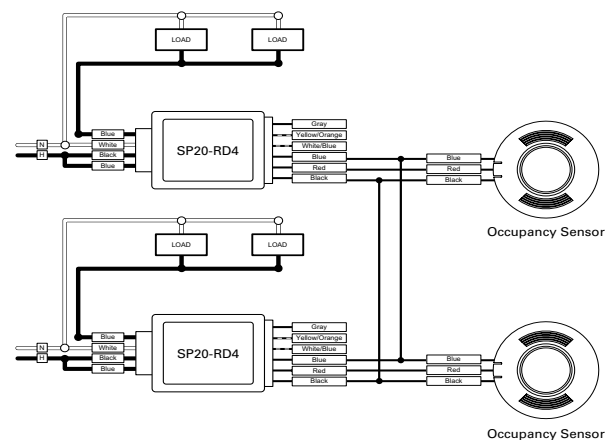 LOAD LOAD
Gray
Yellow/Orange
White/Blue
Blue
Red
Black
Blue
White
Black
Blue
N
H
SP20-RD4
Blue
Red
Black
Occupancy Sensor
LOAD LOAD
Gray
Yellow/Orange
White/Blue
Blue
Red
Black
Blue
White
Black
Blue
N
H
SP20-RD4
Blue
Red
Black
Occupancy Sensor